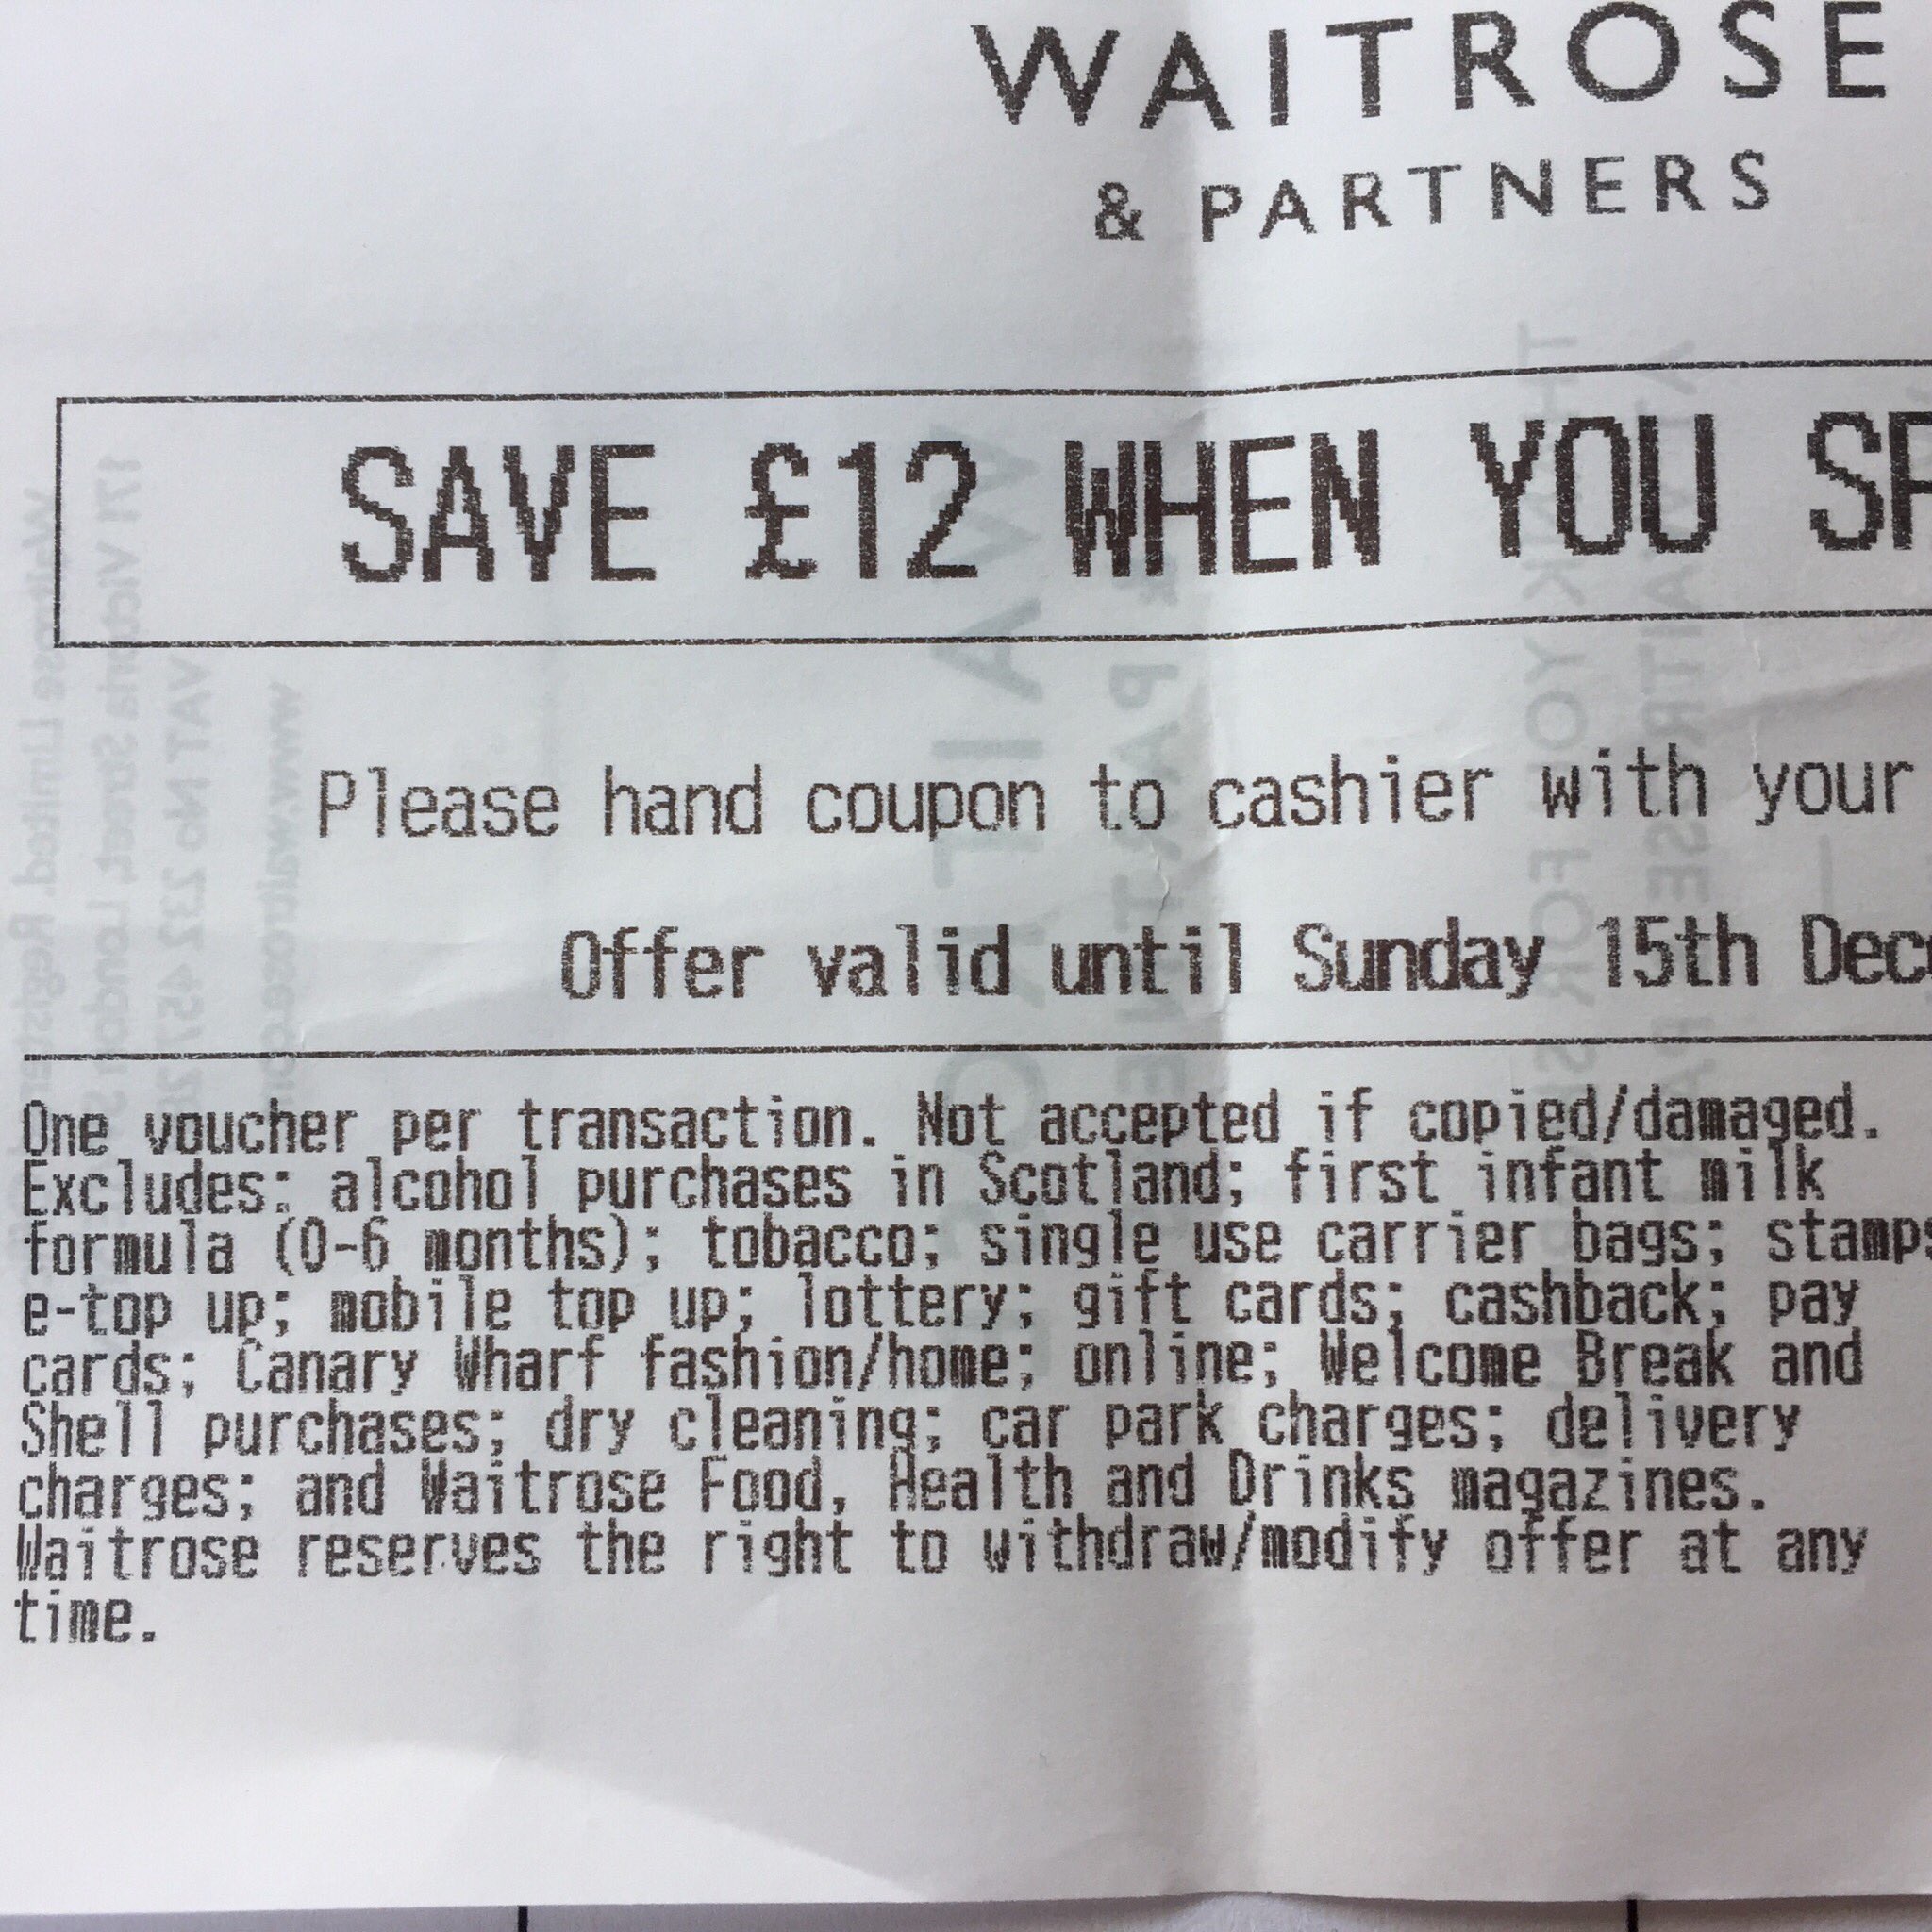 WAITROSE
& PARTNERS
SAVE £12 WHEN YOU
Please hand coupon to cashier with your
Offer valid until Sunday 15th
One voucher per transaction. Not accepted if copied/damaged.
Excludes: alcohol purchases in Scotland; first infant milk
formula (0-6 months); tobacco; single use carrier bags; stamps
e-top up; mobile top up; lottery; gift cards; cashback; pay
cards; Canary Wharf fashion/home; online; Welcome Break and
Shell purchases; dry cleaning; car park charges; delivery
charges; and Waitrose Food, Health and Drinks magazines.
Waitrose reserves the right to withdraw/modify offer at any
time.